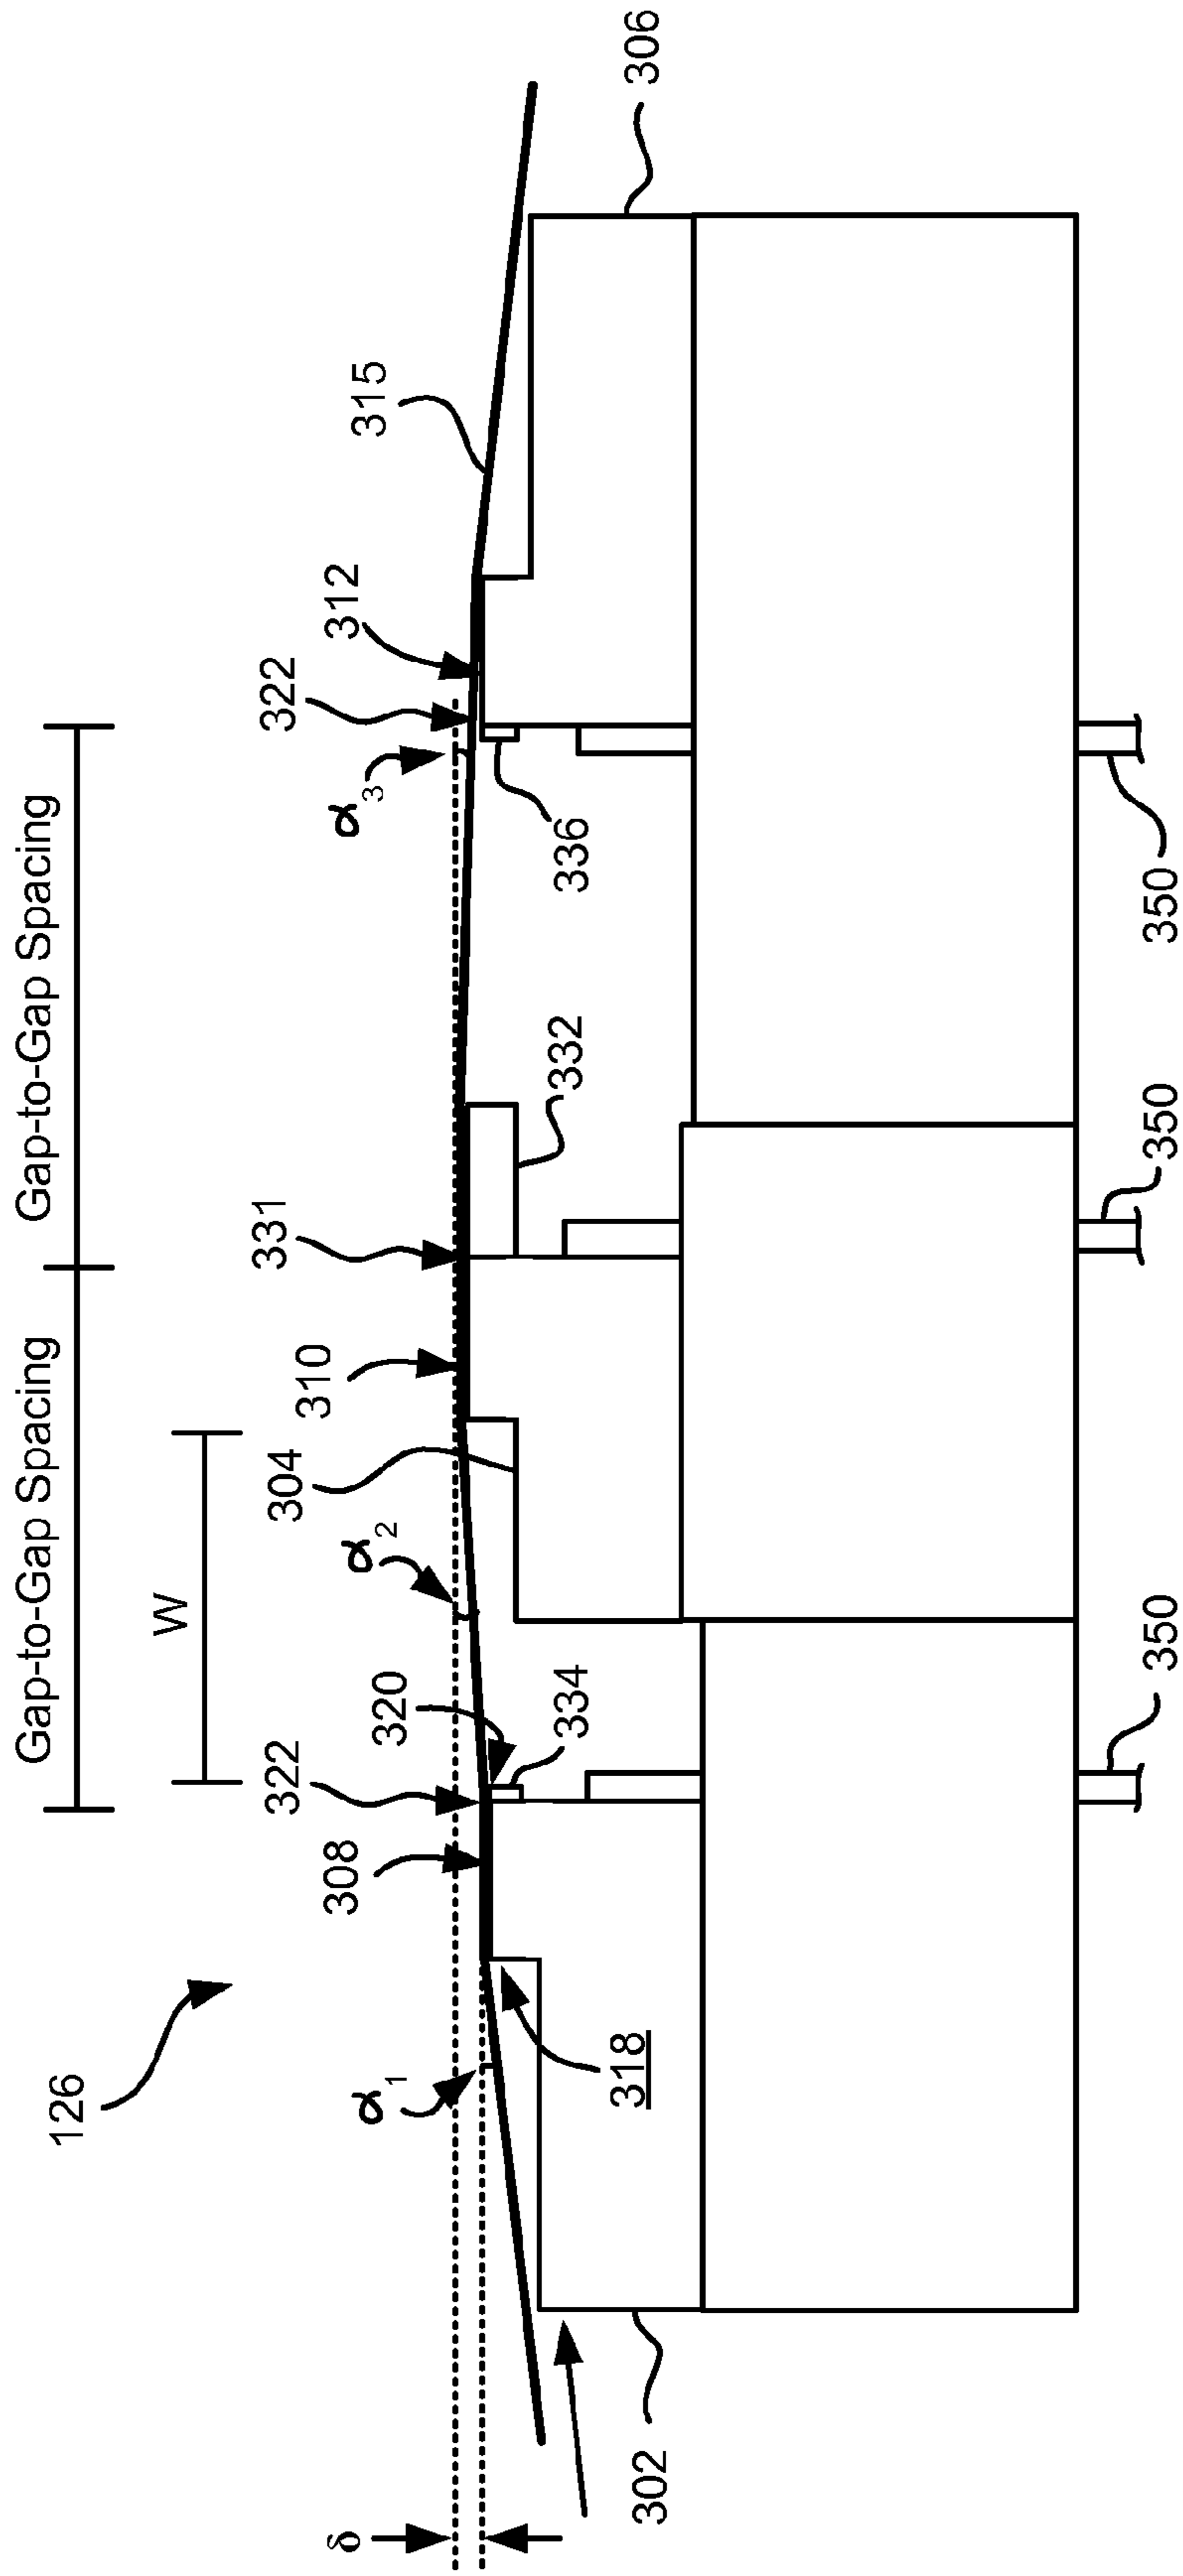 Gap-to-Gap Spacing
Gap-to-Gap Spacing
W
126
δ
α1
308
322
320
334
α2
304
310
331
332
α3
322
312
336
315
306
318
302
350
350
350